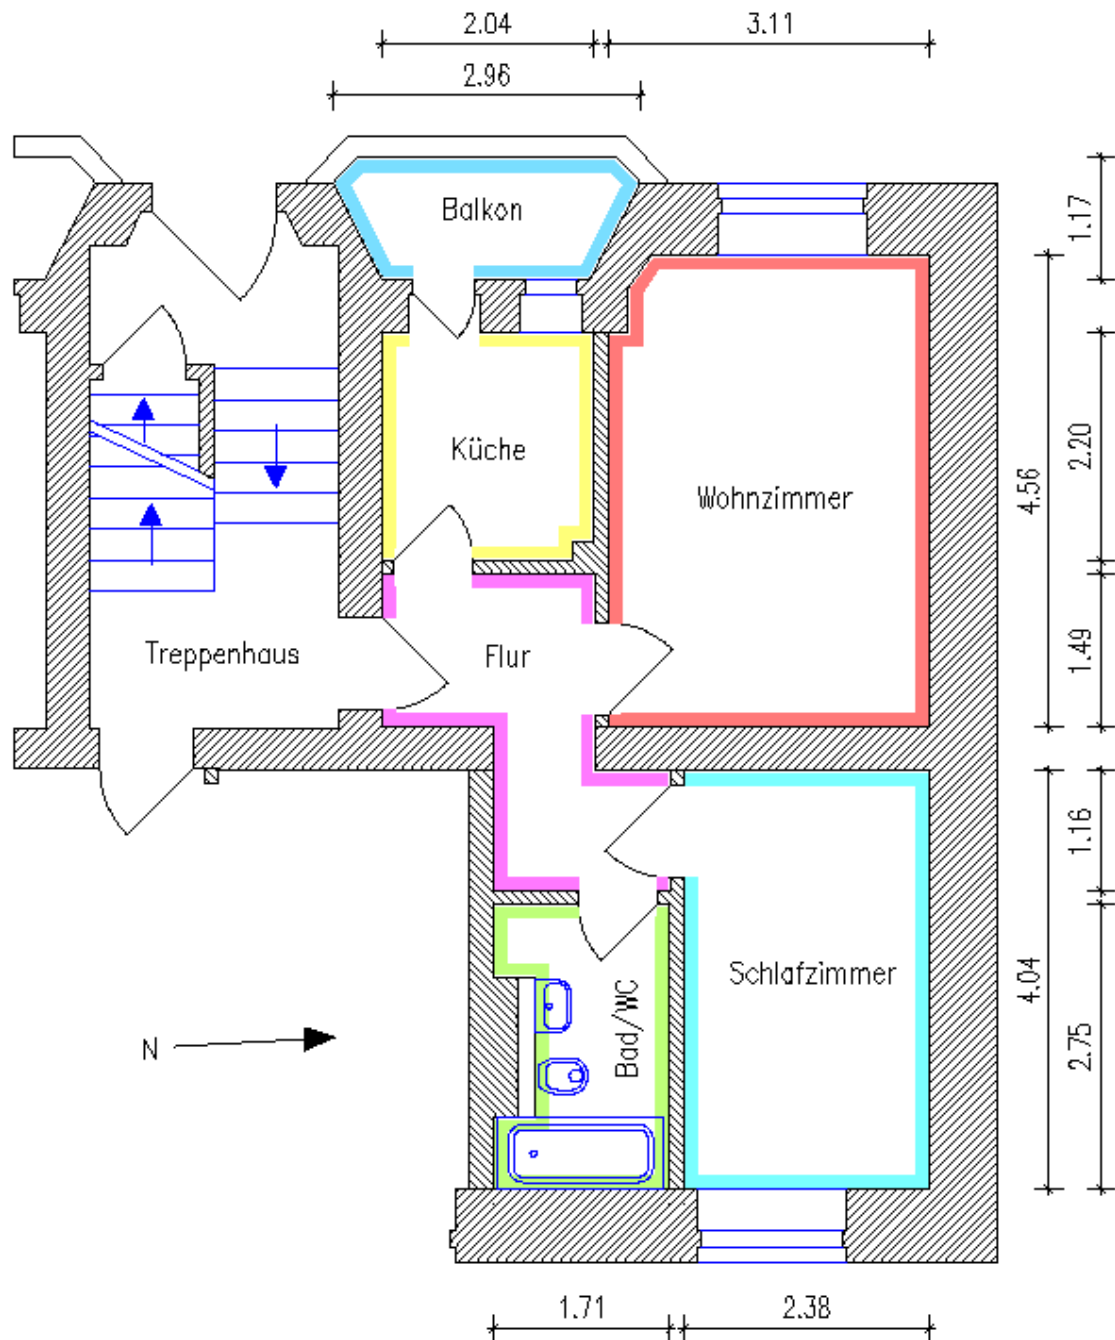 2.04
3.11
2.96
Balkon
1.17
Küche
2.20
Wohnzimmer
4.56
Treppenhaus
Flur
1.49
1.16
Schlafzimmer
4.04
Bad/WC
2.75
N
1.71
2.38